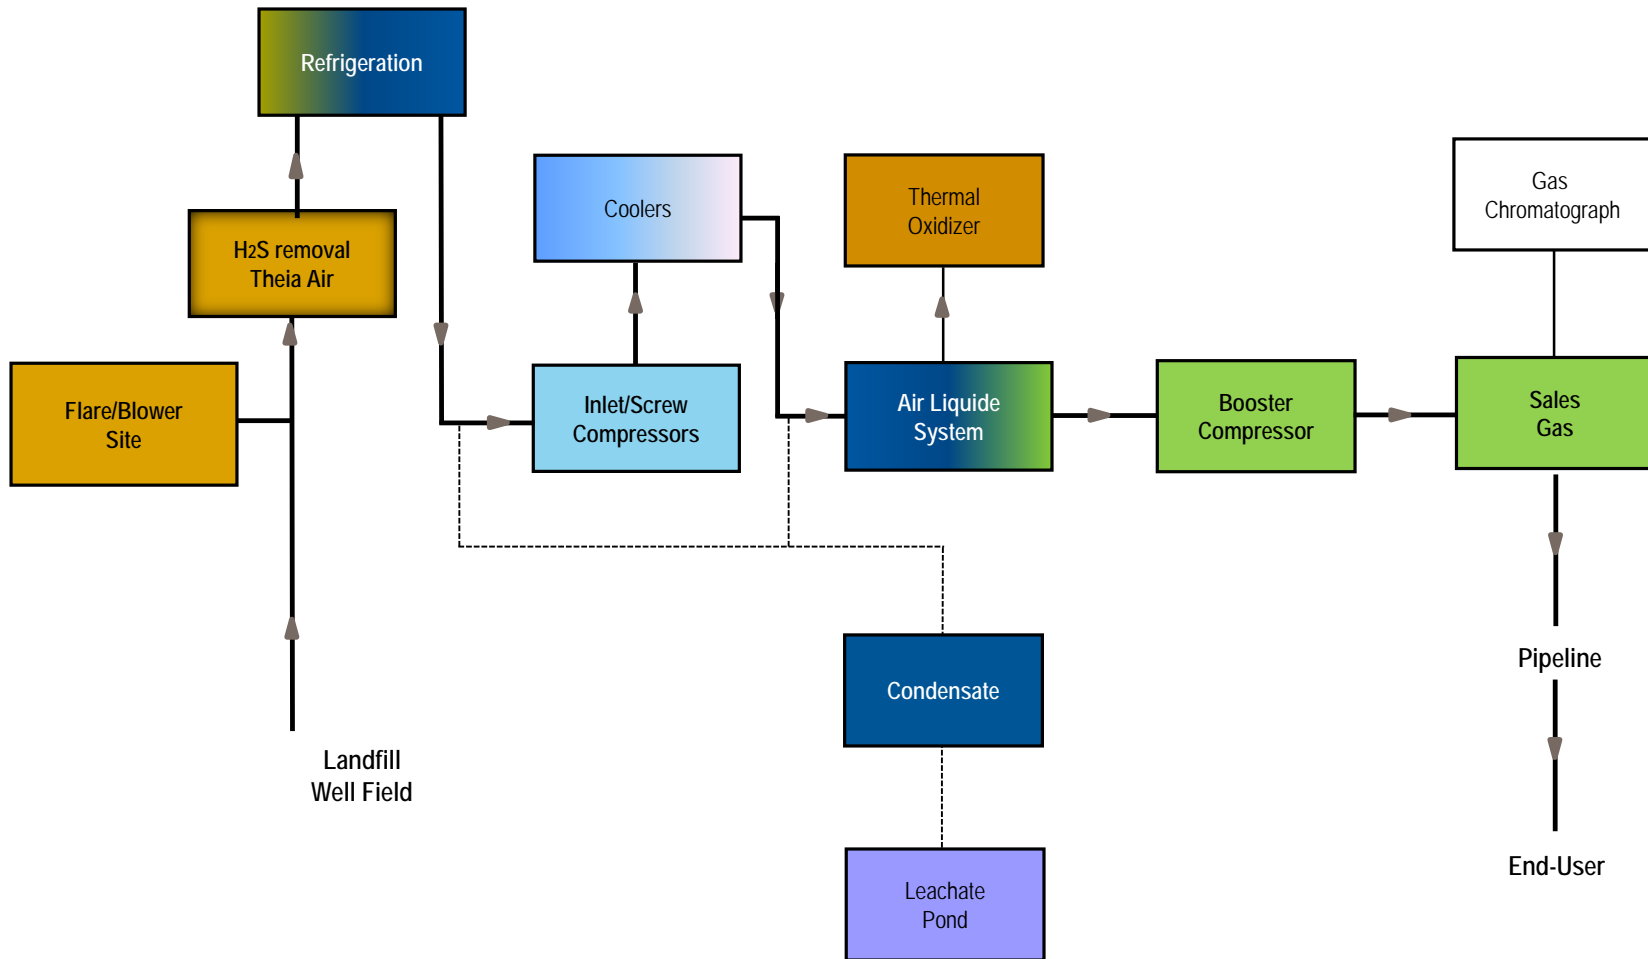 Refrigeration
Coolers
Thermal
Oxidizer
Gas
Chromatograph
H2S removal
Theia Air
Flare/Blower
Site
Inlet/Screw
Compressors
Air Liquide
System
Booster
Compressor
Sales
Gas
Condensate
Pipeline
Landfill
Well Field
Leachate
Pond
End-User